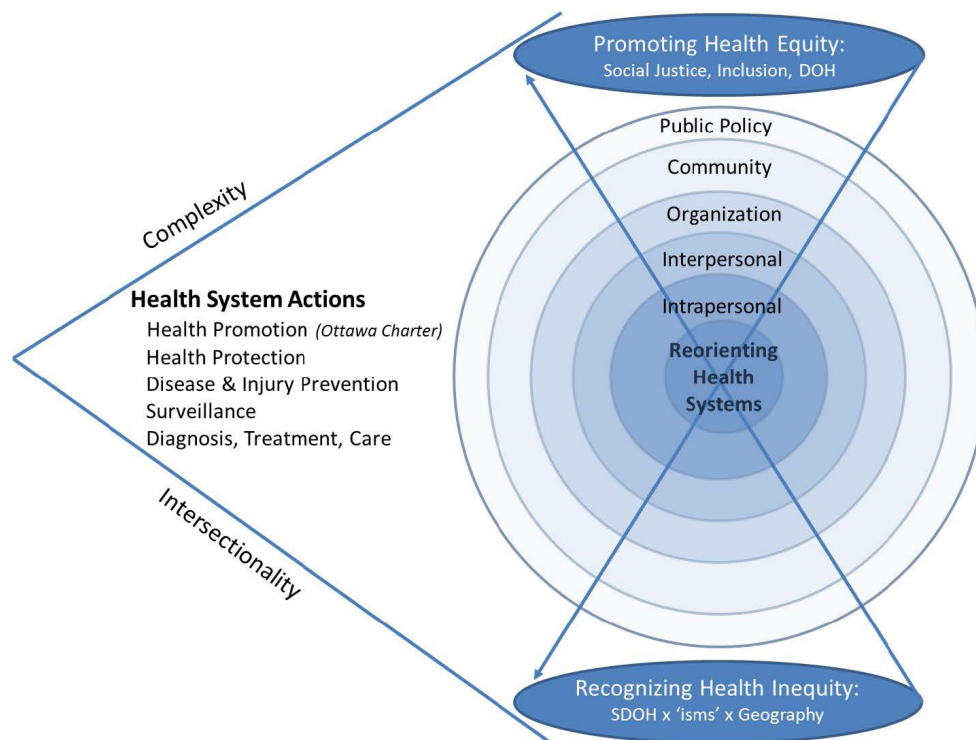 Promoting Health Equity:
Social Justice, Inclusion, DOH
Public Policy
Community
Organization
Interpersonal
Intrapersonal
Reorienting
Health
Systems
Complexity
Health System Actions
Health Promotion (Ottawa Charter)
Health Protection
Disease & Injury Prevention
Surveillance
Diagnosis, Treatment, Care
Intersectionality
Recognizing Health Inequity:
SDOH x ‘isms’ x Geography